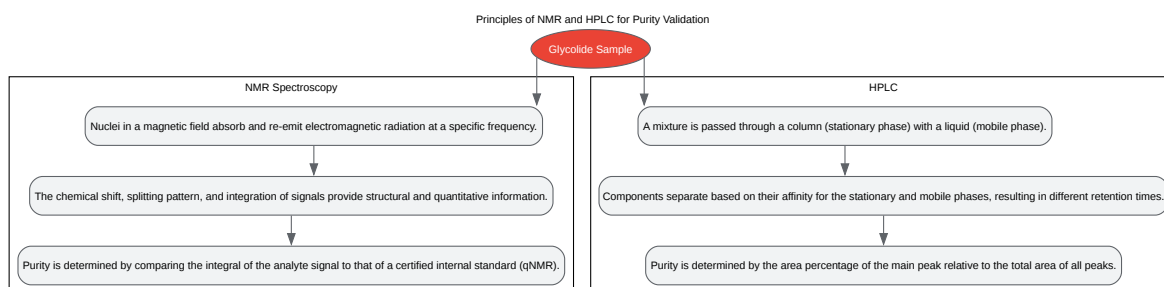 Principles of NMR and HPLC for Purity Validation
Glycolide Sample
NMR Spectroscopy
Nuclei in a magnetic field absorb and re-emit electromagnetic radiation at a specific frequency.
The chemical shift, splitting pattern, and integration of signals provide structural and quantitative information.
Purity is determined by comparing the integral of the analyte signal to that of a certified internal standard (qNMR).
HPLC
A mixture is passed through a column (stationary phase) with a liquid (mobile phase).
Components separate based on their affinity for the stationary and mobile phases, resulting in different retention times.
Purity is determined by the area percentage of the main peak relative to the total area of all peaks.